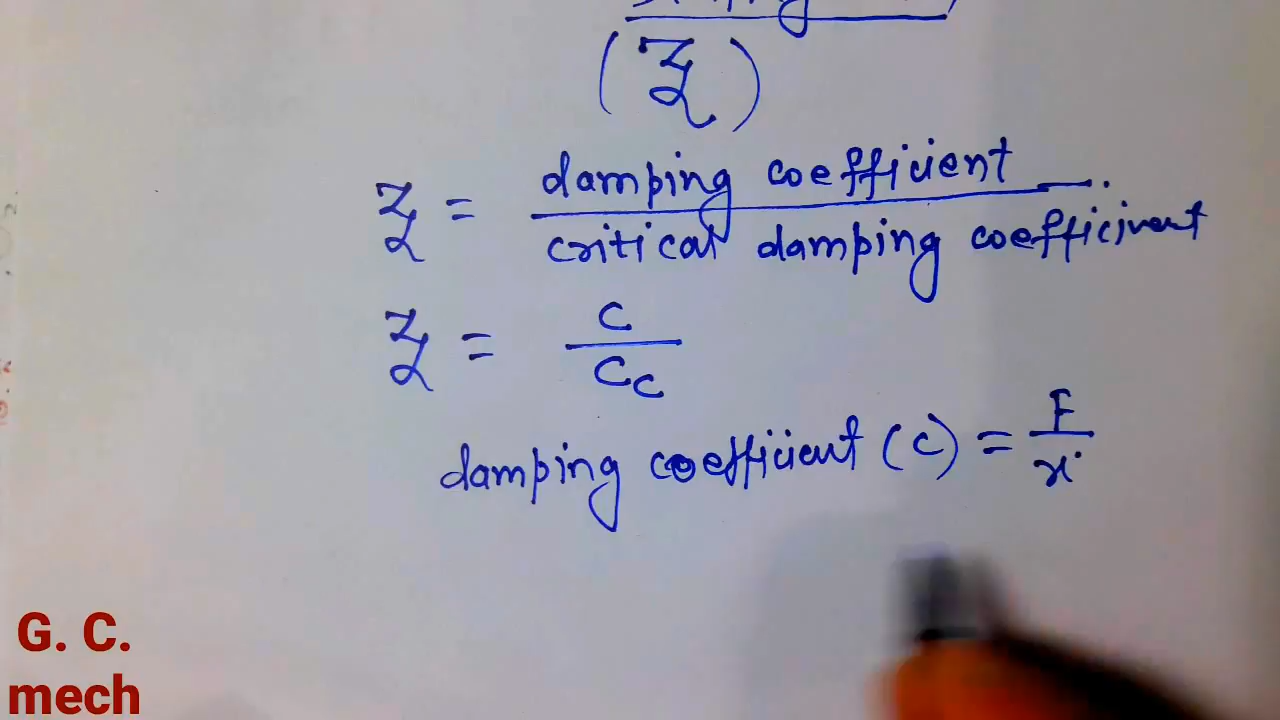 (ξ)
ξ = damping coefficient / critical damping coefficient
ξ = c / cc
damping coefficient (c) = F / ẋ
G. C.
mech